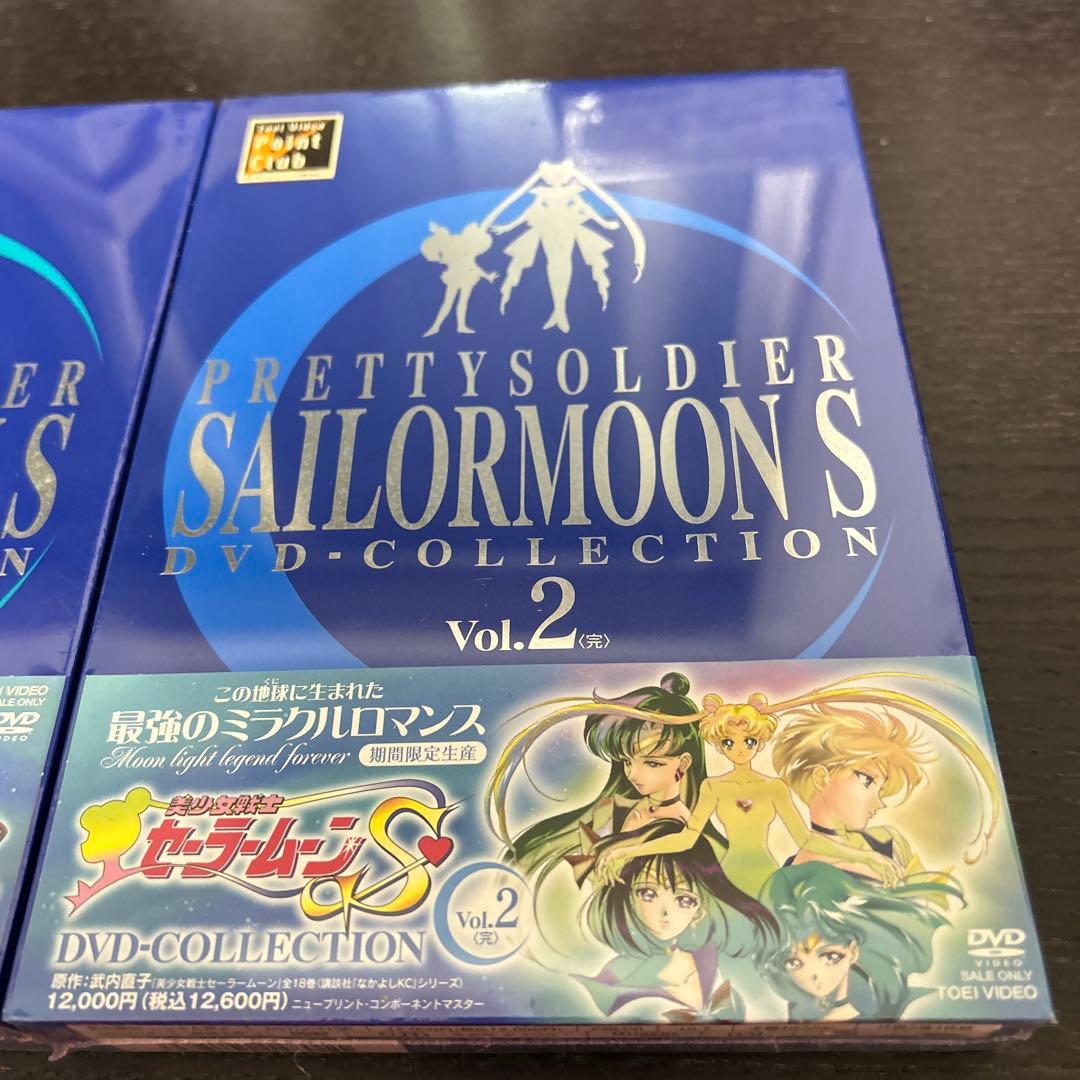 Toei Video
Point
Club
PRETTYSOLDIER
SAILORMOON S
DVD-COLLECTION
Vol.2〈完〉
ER
S
N
I VIDEO
ALE ONLY
DVD
VIDEO
この地球に生まれた
くに
最強のミラクルロマンス
Moon light legend forever
期間限定生産
美少女戦士
セーラームーンS
Vol.2
〈完〉
DVD-COLLECTION
原作:武内直子「美少女戦士セーラームーン」全18巻(講談社「なかよしKC」シリーズ)
12,000円(税込12,600円) ニュープリント・コンポーネントマスター
DVD
VIDEO
SALE ONLY
TOEI VIDEO